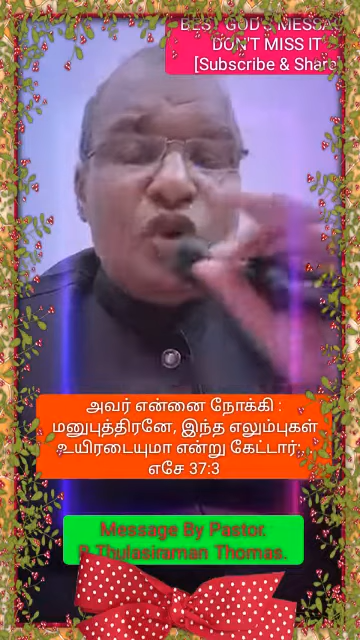 BEST GOD'S MESSA
DON'T MISS IT
[Subscribe & Share
அவர் என்னை நோக்கி :
மனுபுத்திரனே, இந்த எலும்புகள்
உயிரடையுமா என்று கேட்டார்;
எசே 37:3
Message By Pastor.
Thulasiraman Thomas.